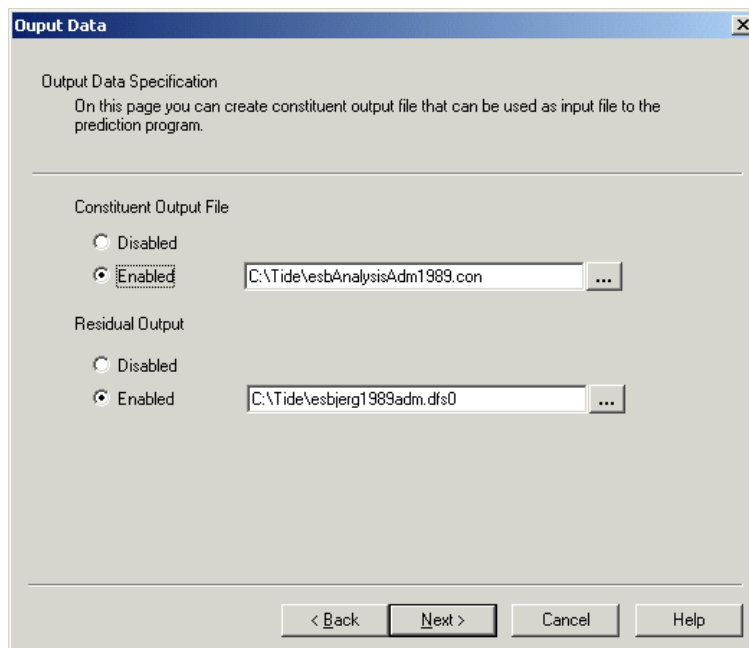 Ouput Data
Output Data Specification
On this page you can create constituent output file that can be used as input file to the
prediction program.
Constituent Output File
Disabled
Enabled C:\Tide\esbAnalysisAdm1989.con ...
Residual Output
Disabled
Enabled C:\Tide\esbjerg1989adm.dfs0 ...
< Back Next > Cancel Help